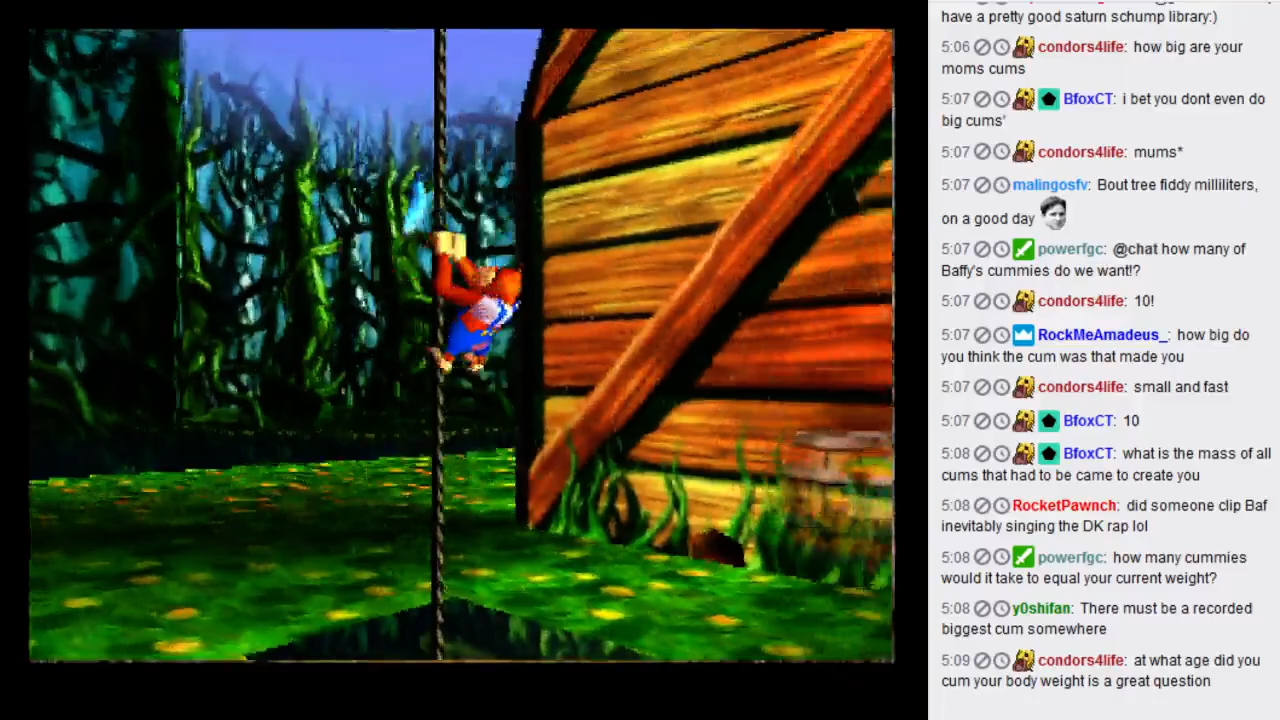 have a pretty good saturn schump library:)
5:06 condors4life: how big are your
moms cums
5:07 BfoxCT: i bet you dont even do
big cums'
5:07 condors4life: mums*
5:07 malingosfv: Bout tree fiddy milliliters,
on a good day
5:07 powerfgc: @chat how many of
Baffy's cummies do we want!?
5:07 condors4life: 10!
5:07 RockMeAmadeus_: how big do
you think the cum was that made you
5:07 condors4life: small and fast
5:07 BfoxCT: 10
5:08 BfoxCT: what is the mass of all
cums that had to be came to create you
5:08 RocketPawnch: did someone clip Baf
inevitably singing the DK rap lol
5:08 powerfgc: how many cummies
would it take to equal your current weight?
5:08 y0shifan: There must be a recorded
biggest cum somewhere
5:09 condors4life: at what age did you
cum your body weight is a great question